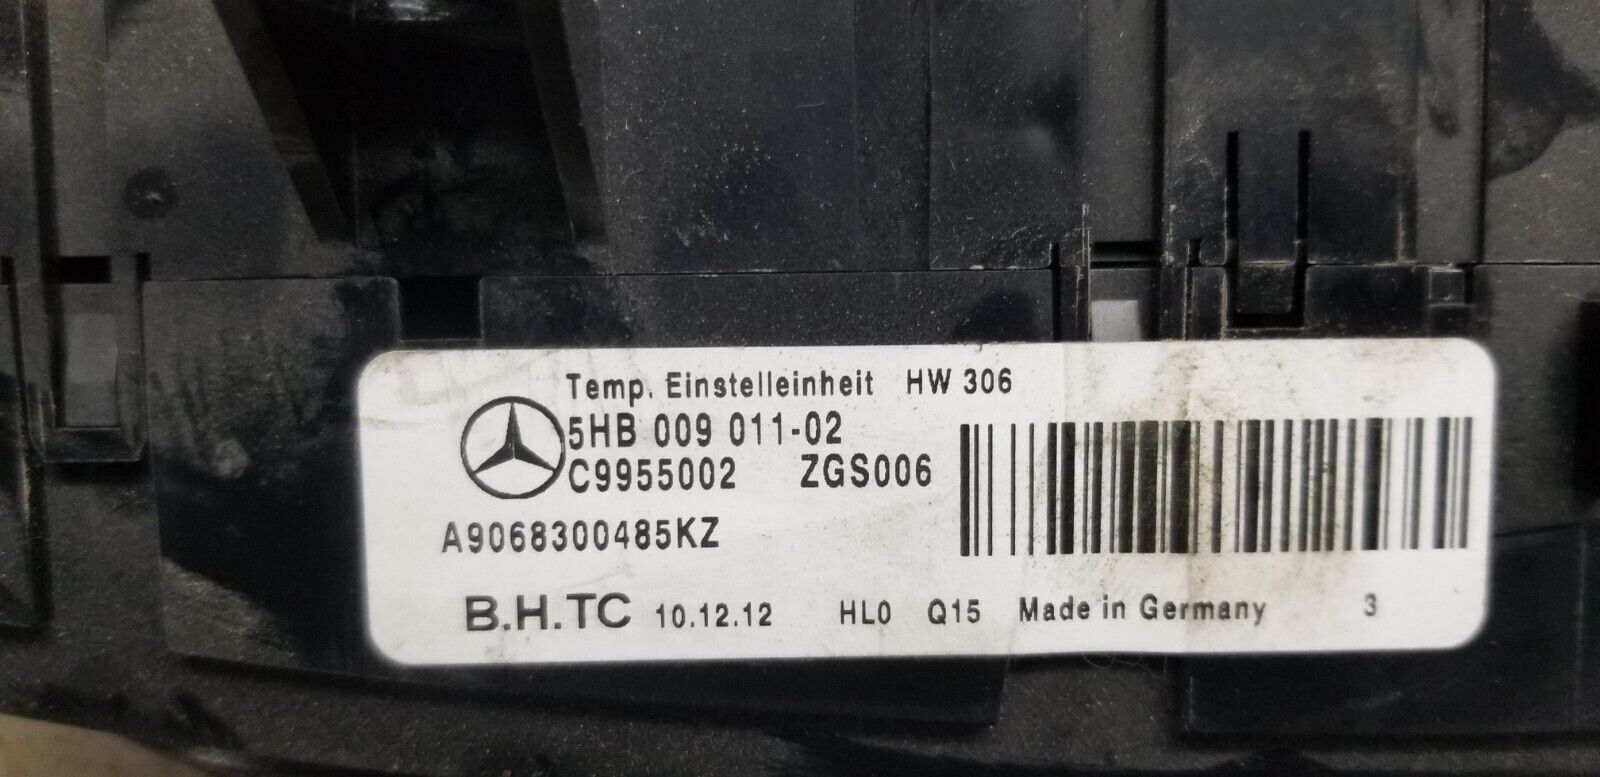 Temp. Einstelleinheit HW 306
5HB 009 011-02
C9955002 ZGS006
A9068300485KZ
B.H.TC 10.12.12 HL0 Q15 Made in Germany 3